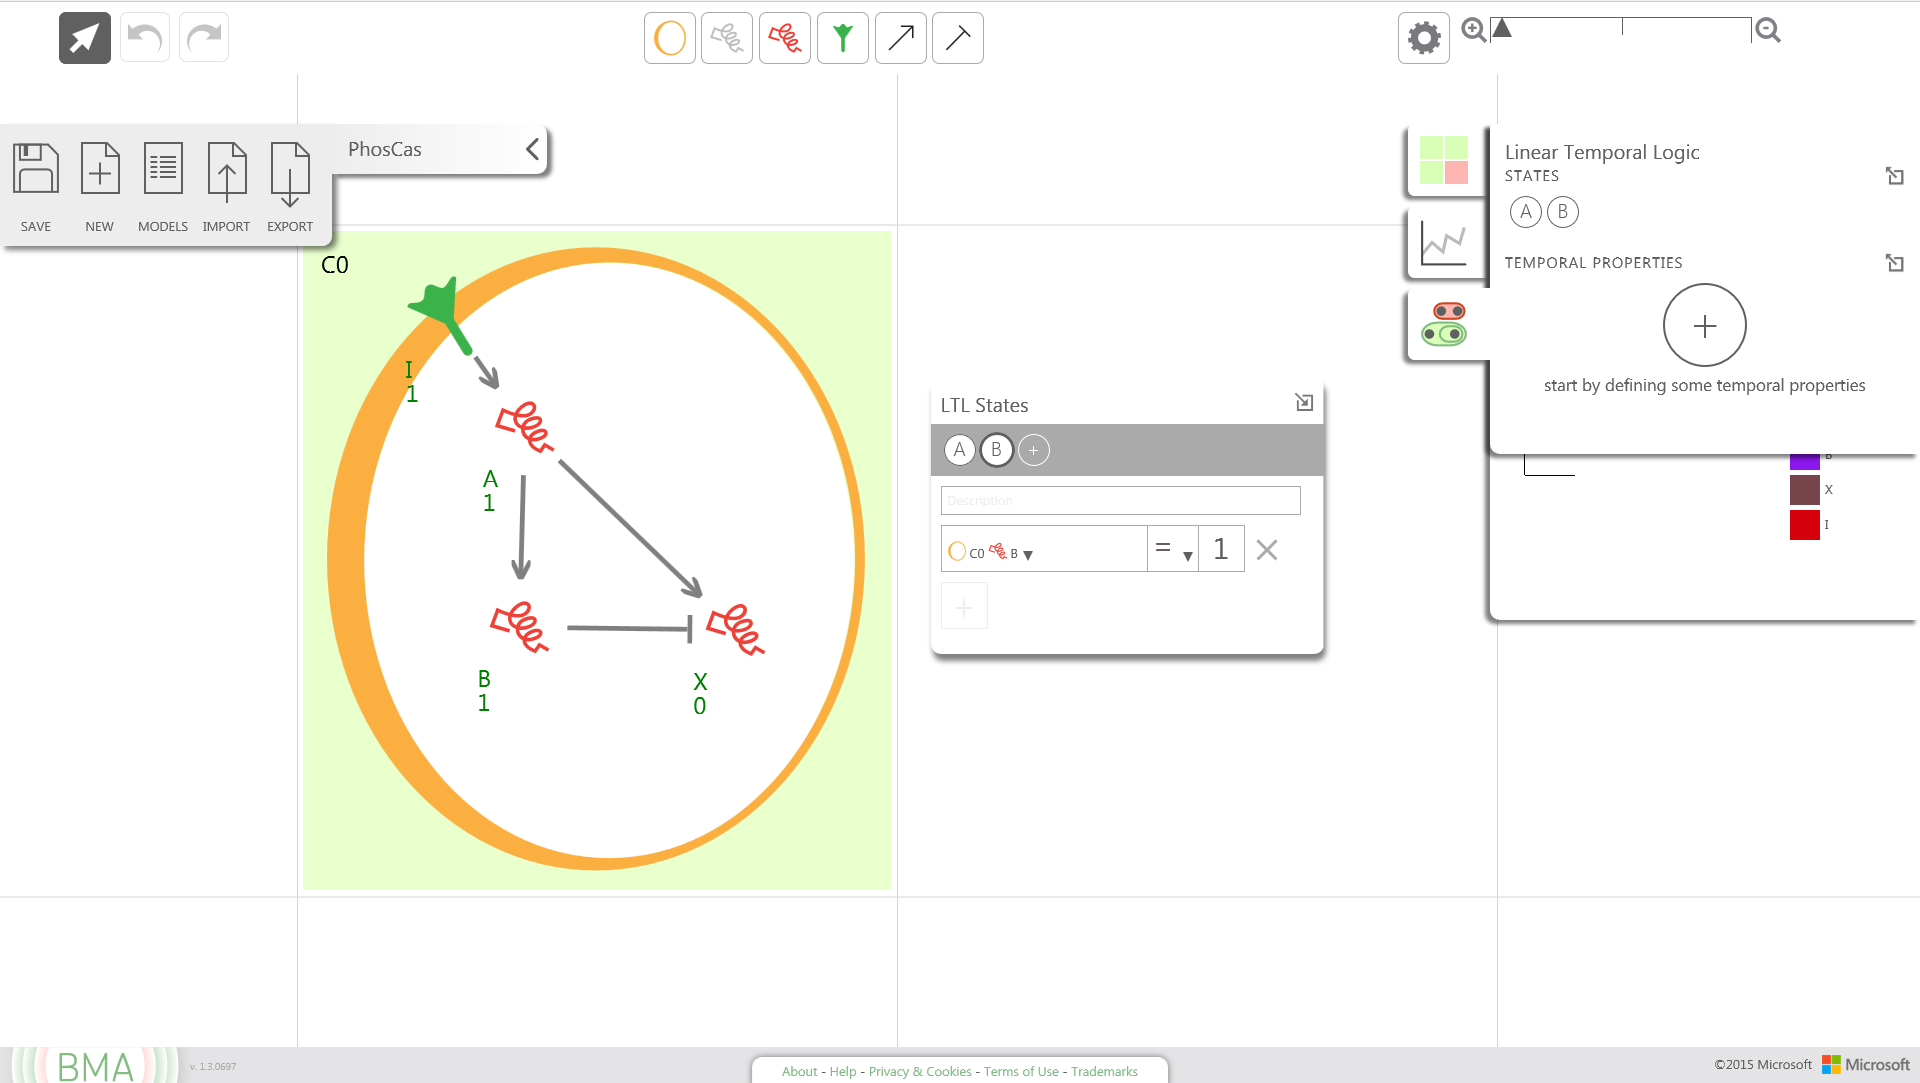 PhosCas
SAVE
NEW
MODELS
IMPORT
EXPORT
C0
I
1
A
1
B
1
X
0
LTL States
A
B
+
Description
C0 B = 1
+
Linear Temporal Logic
STATES
A
B
TEMPORAL PROPERTIES
+
start by defining some temporal properties
B
X
I
BMA
v. 1.3.0697
About - Help - Privacy & Cookies - Terms of Use - Trademarks
©2015 Microsoft
Microsoft